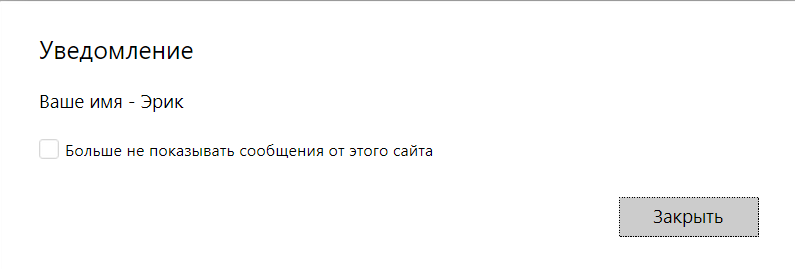 Уведомление
Ваше имя - Эрик
Больше не показывать сообщения от этого сайта
Закрыть